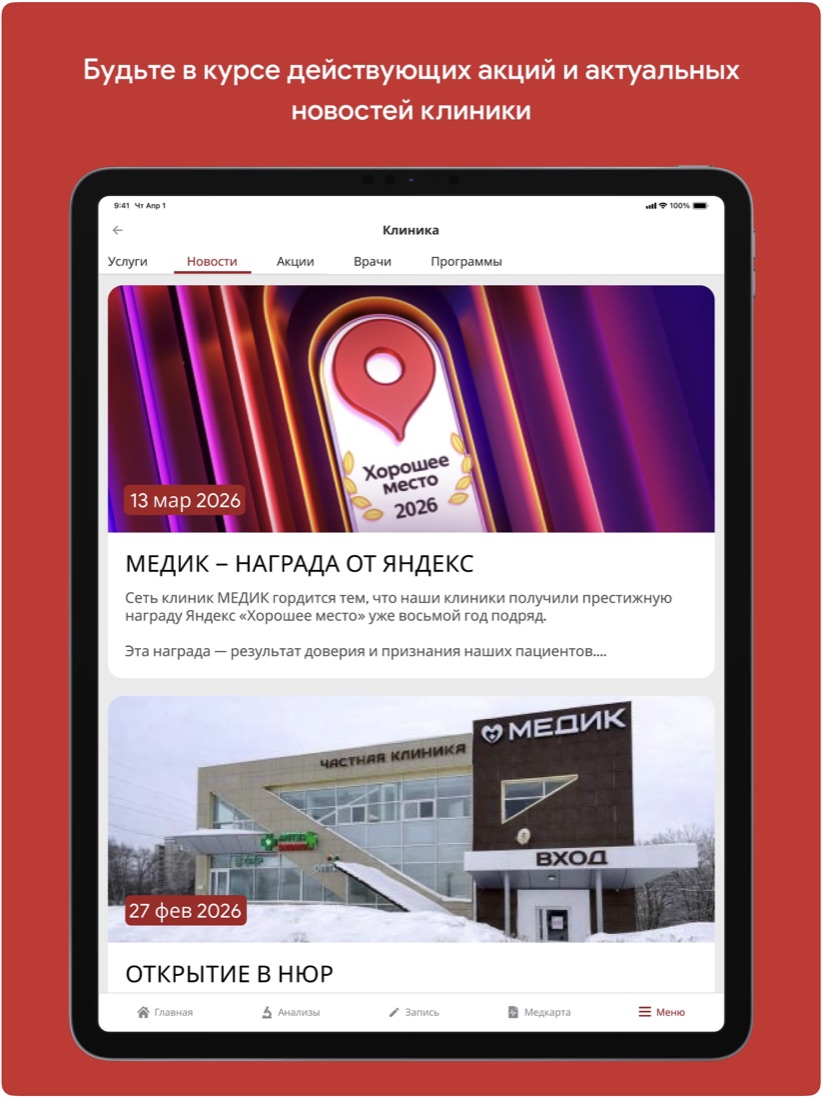 Будьте в курсе действующих акций и актуальных
новостей клиники
9:41 Чт Апр 1
100%
Клиника
Услуги Новости Акции Врачи Программы
Хорошее
место
2026
13 мар 2026
МЕДИК – НАГРАДА ОТ ЯНДЕКС
Сеть клиник МЕДИК гордится тем, что наши клиники получили престижную
награду Яндекс «Хорошее место» уже восьмой год подряд.
Эта награда — результат доверия и признания наших пациентов....
МЕДИК
ЧАСТНАЯ КЛИНИКА
ВХОД
27 фев 2026
ОТКРЫТИЕ В НЮР
Главная Анализы Запись Медкарта Меню